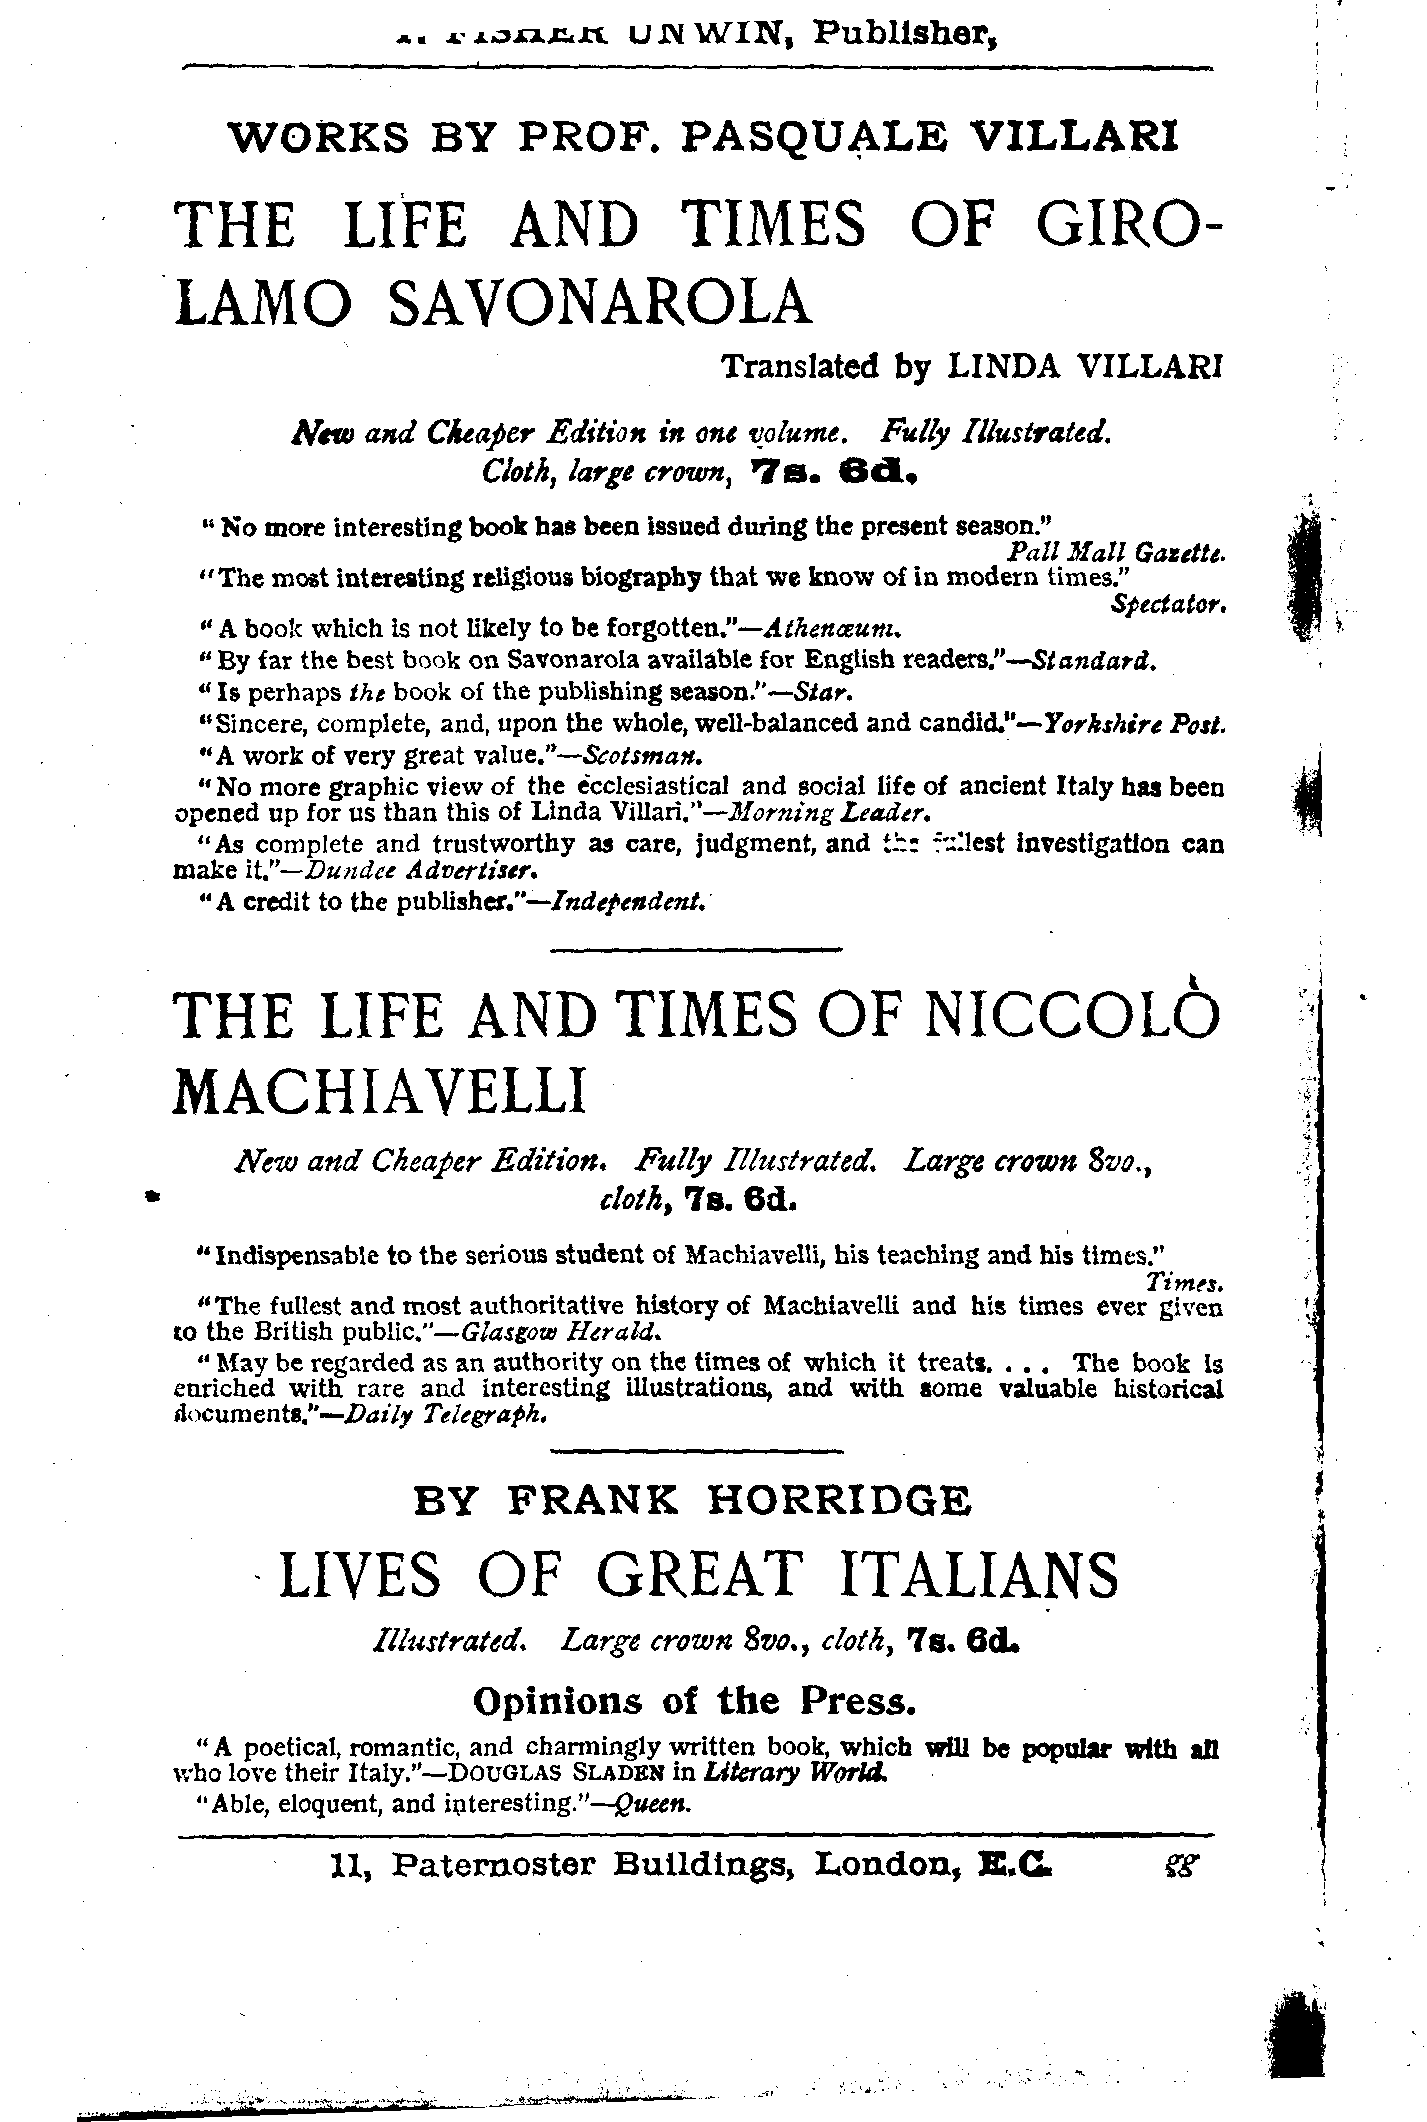 UNWIN, Publisher,
WORKS BY PROF. PASQUALE VILLARI
THE LIFE AND TIMES OF GIRO-
LAMO SAVONAROLA
Translated by LINDA VILLARI
New and Cheaper Edition in one volume. Fully Illustrated.
Cloth, large crown, 7s. 6d.
"No more interesting book has been issued during the present season."
Pall Mall Gazette.
"The most interesting religious biography that we know of in modern times."
Spectator.
"A book which is not likely to be forgotten."—Athenæum.
"By far the best book on Savonarola available for English readers."—Standard.
"Is perhaps the book of the publishing season."—Star.
"Sincere, complete, and, upon the whole, well-balanced and candid."—Yorkshire Post.
"A work of very great value."—Scotsman.
"No more graphic view of the ecclesiastical and social life of ancient Italy has been
opened up for us than this of Linda Villari."—Morning Leader.
"As complete and trustworthy as care, judgment, and the fullest investigation can
make it."—Dundee Advertiser.
"A credit to the publisher."—Independent.
THE LIFE AND TIMES OF NICCOLÒ
MACHIAVELLI
New and Cheaper Edition. Fully Illustrated. Large crown 8vo.,
cloth, 7s. 6d.
"Indispensable to the serious student of Machiavelli, his teaching and his times."
Times.
"The fullest and most authoritative history of Machiavelli and his times ever given
to the British public."—Glasgow Herald.
"May be regarded as an authority on the times of which it treats. . . . The book is
enriched with rare and interesting illustrations, and with some valuable historical
documents."—Daily Telegraph.
BY FRANK HORRIDGE
LIVES OF GREAT ITALIANS
Illustrated. Large crown 8vo., cloth, 7s. 6d.
Opinions of the Press.
"A poetical, romantic, and charmingly written book, which will be popular with all
who love their Italy."—DOUGLAS SLADEN in Literary World.
"Able, eloquent, and interesting."—Queen.
11, Paternoster Buildings, London, E.C. gg